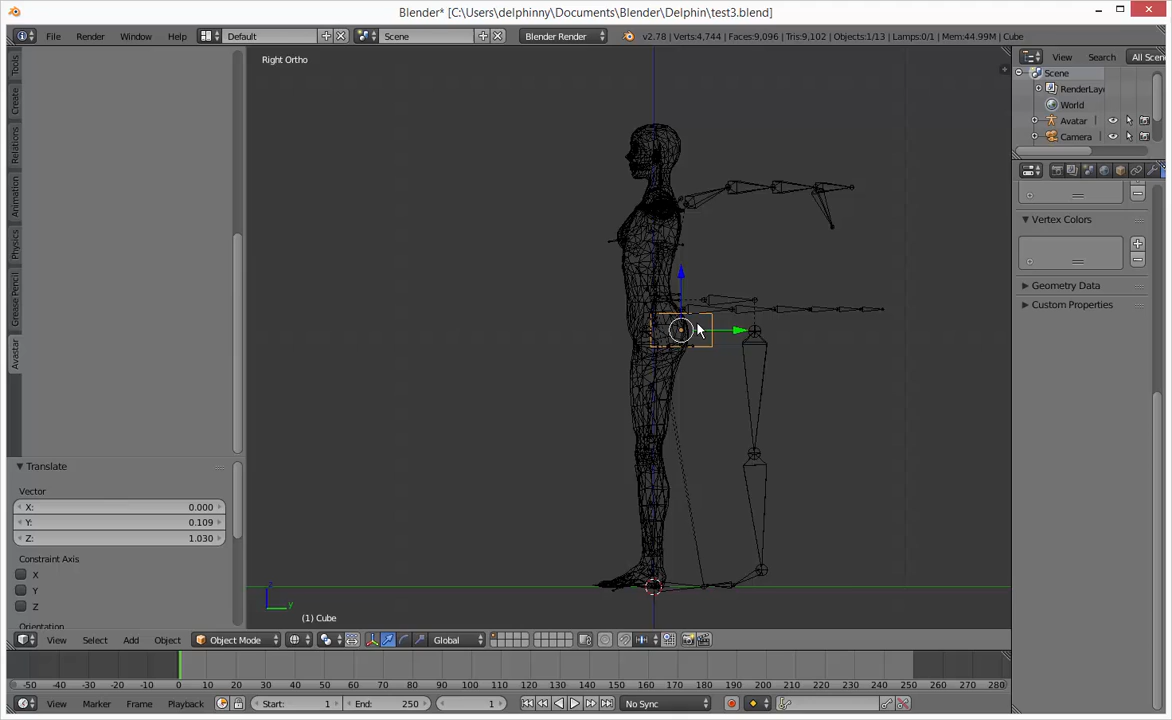 Blender* [C:\Users\delphinny\Documents\Blender\Delphin\test3.blend]
File Render Window Help Default Scene Blender Render v2.78 | Verts:4,744 | Faces:9,096 | Tris:9,102 | Objects:1/13 | Lamps:0/1 | Mem:44.99M | Cube
View Search All Scen
Right Ortho
Scene
RenderLay
World
Avatar
Camera
Tools
Create
Relations
Animation
Physics
Grease Pencil
Avastar
Vertex Colors
Geometry Data
Custom Properties
Translate
Vector
X: 0.000
Y: 0.109
Z: 1.030
Constraint Axis
X
Y
Z
Orientation
z
y
(1) Cube
View Select Add Object Object Mode Global
-50 -40 -30 -20 -10 0 10 20 30 40 50 60 70 80 90 100 110 120 130 140 150 160 170 180 190 200 210 220 230 240 250 260 270 280
View Marker Frame Playback Start: 1 End: 250 1 No Sync